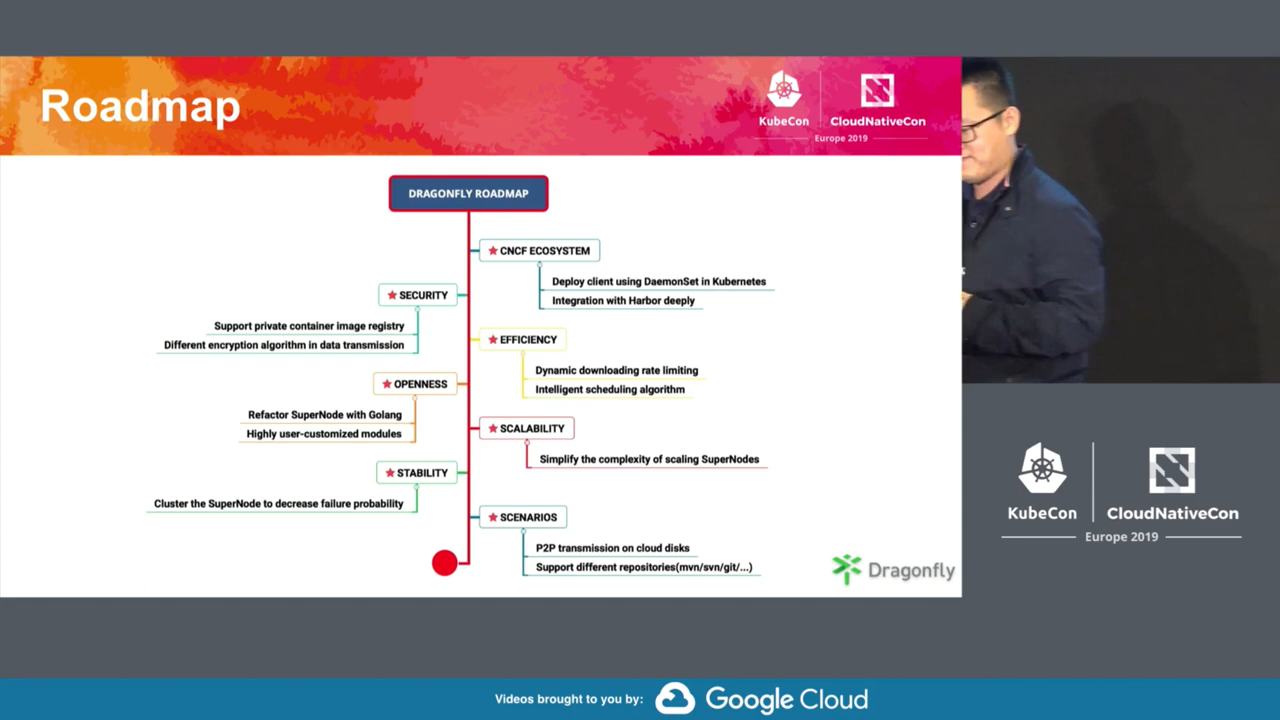 Roadmap
KubeCon
CloudNativeCon
Europe 2019
DRAGONFLY ROADMAP
CNCF ECOSYSTEM
Deploy client using DaemonSet in Kubernetes
Integration with Harbor deeply
SECURITY
Support private container image registry
Different encryption algorithm in data transmission
EFFICIENCY
Dynamic downloading rate limiting
Intelligent scheduling algorithm
OPENNESS
Refactor SuperNode with Golang
Highly user-customized modules
SCALABILITY
Simplify the complexity of scaling SuperNodes
STABILITY
Cluster the SuperNode to decrease failure probability
SCENARIOS
P2P transmission on cloud disks
Support different repositories(mvn/svn/git/...)
Dragonfly
KubeCon
CloudNativeCon
Europe 2019
Videos brought to you by:
Google Cloud